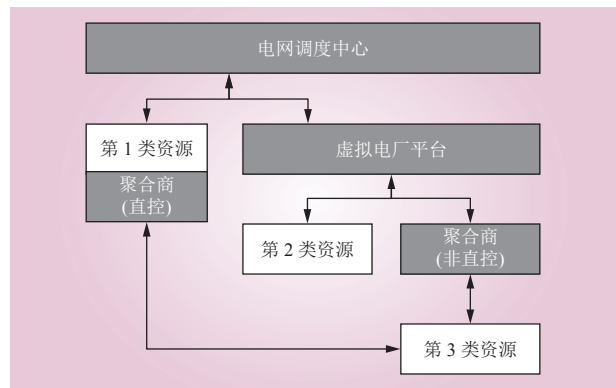 电网调度中心
第 1 类资源
虚拟电厂平台
聚合商
(直控)
第 2 类资源
聚合商
(非直控)
第 3 类资源